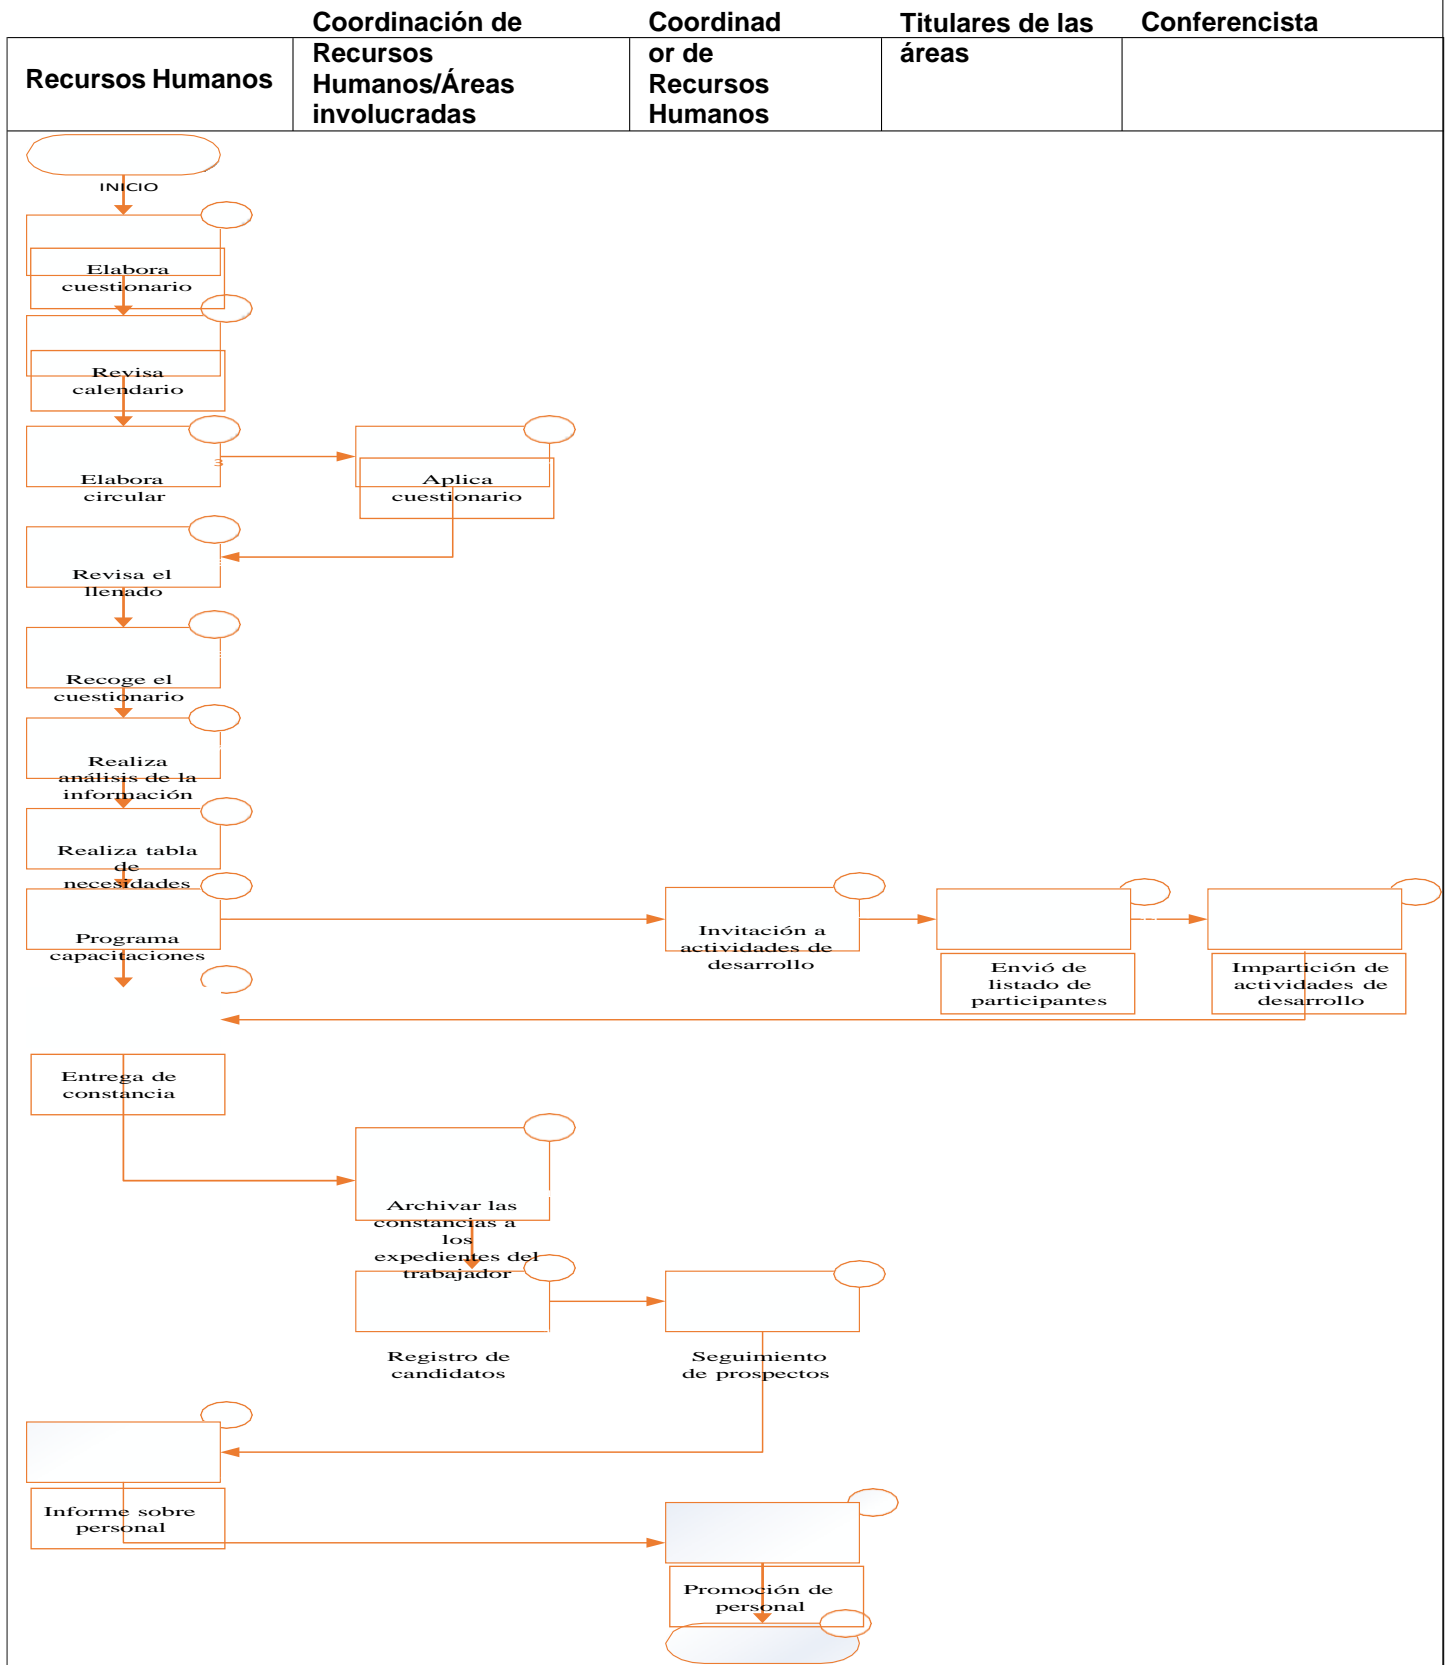 Recursos Humanos
Coordinación de
Recursos
Humanos/Áreas
involucradas
Coordinad
or de
Recursos
Humanos
Titulares de las
áreas
Conferencista
INICIO
Elabora
cuestionario
Revisa
calendario
3
Elabora
circular
Aplica
cuestionario
Revisa el
llenado
Recoge el
cuestionario
Realiza
análisis de la
información
Realiza tabla
de
necesidades
Programa
capacitaciones
Invitación a
actividades de
desarrollo
Envió de
listado de
participantes
Impartición de
actividades de
desarrollo
Entrega de
constancia
Archivar las
constancias a
los
expedientes del
trabajador
Registro de
candidatos
Seguimiento
de prospectos
Informe sobre
personal
Promoción de
personal